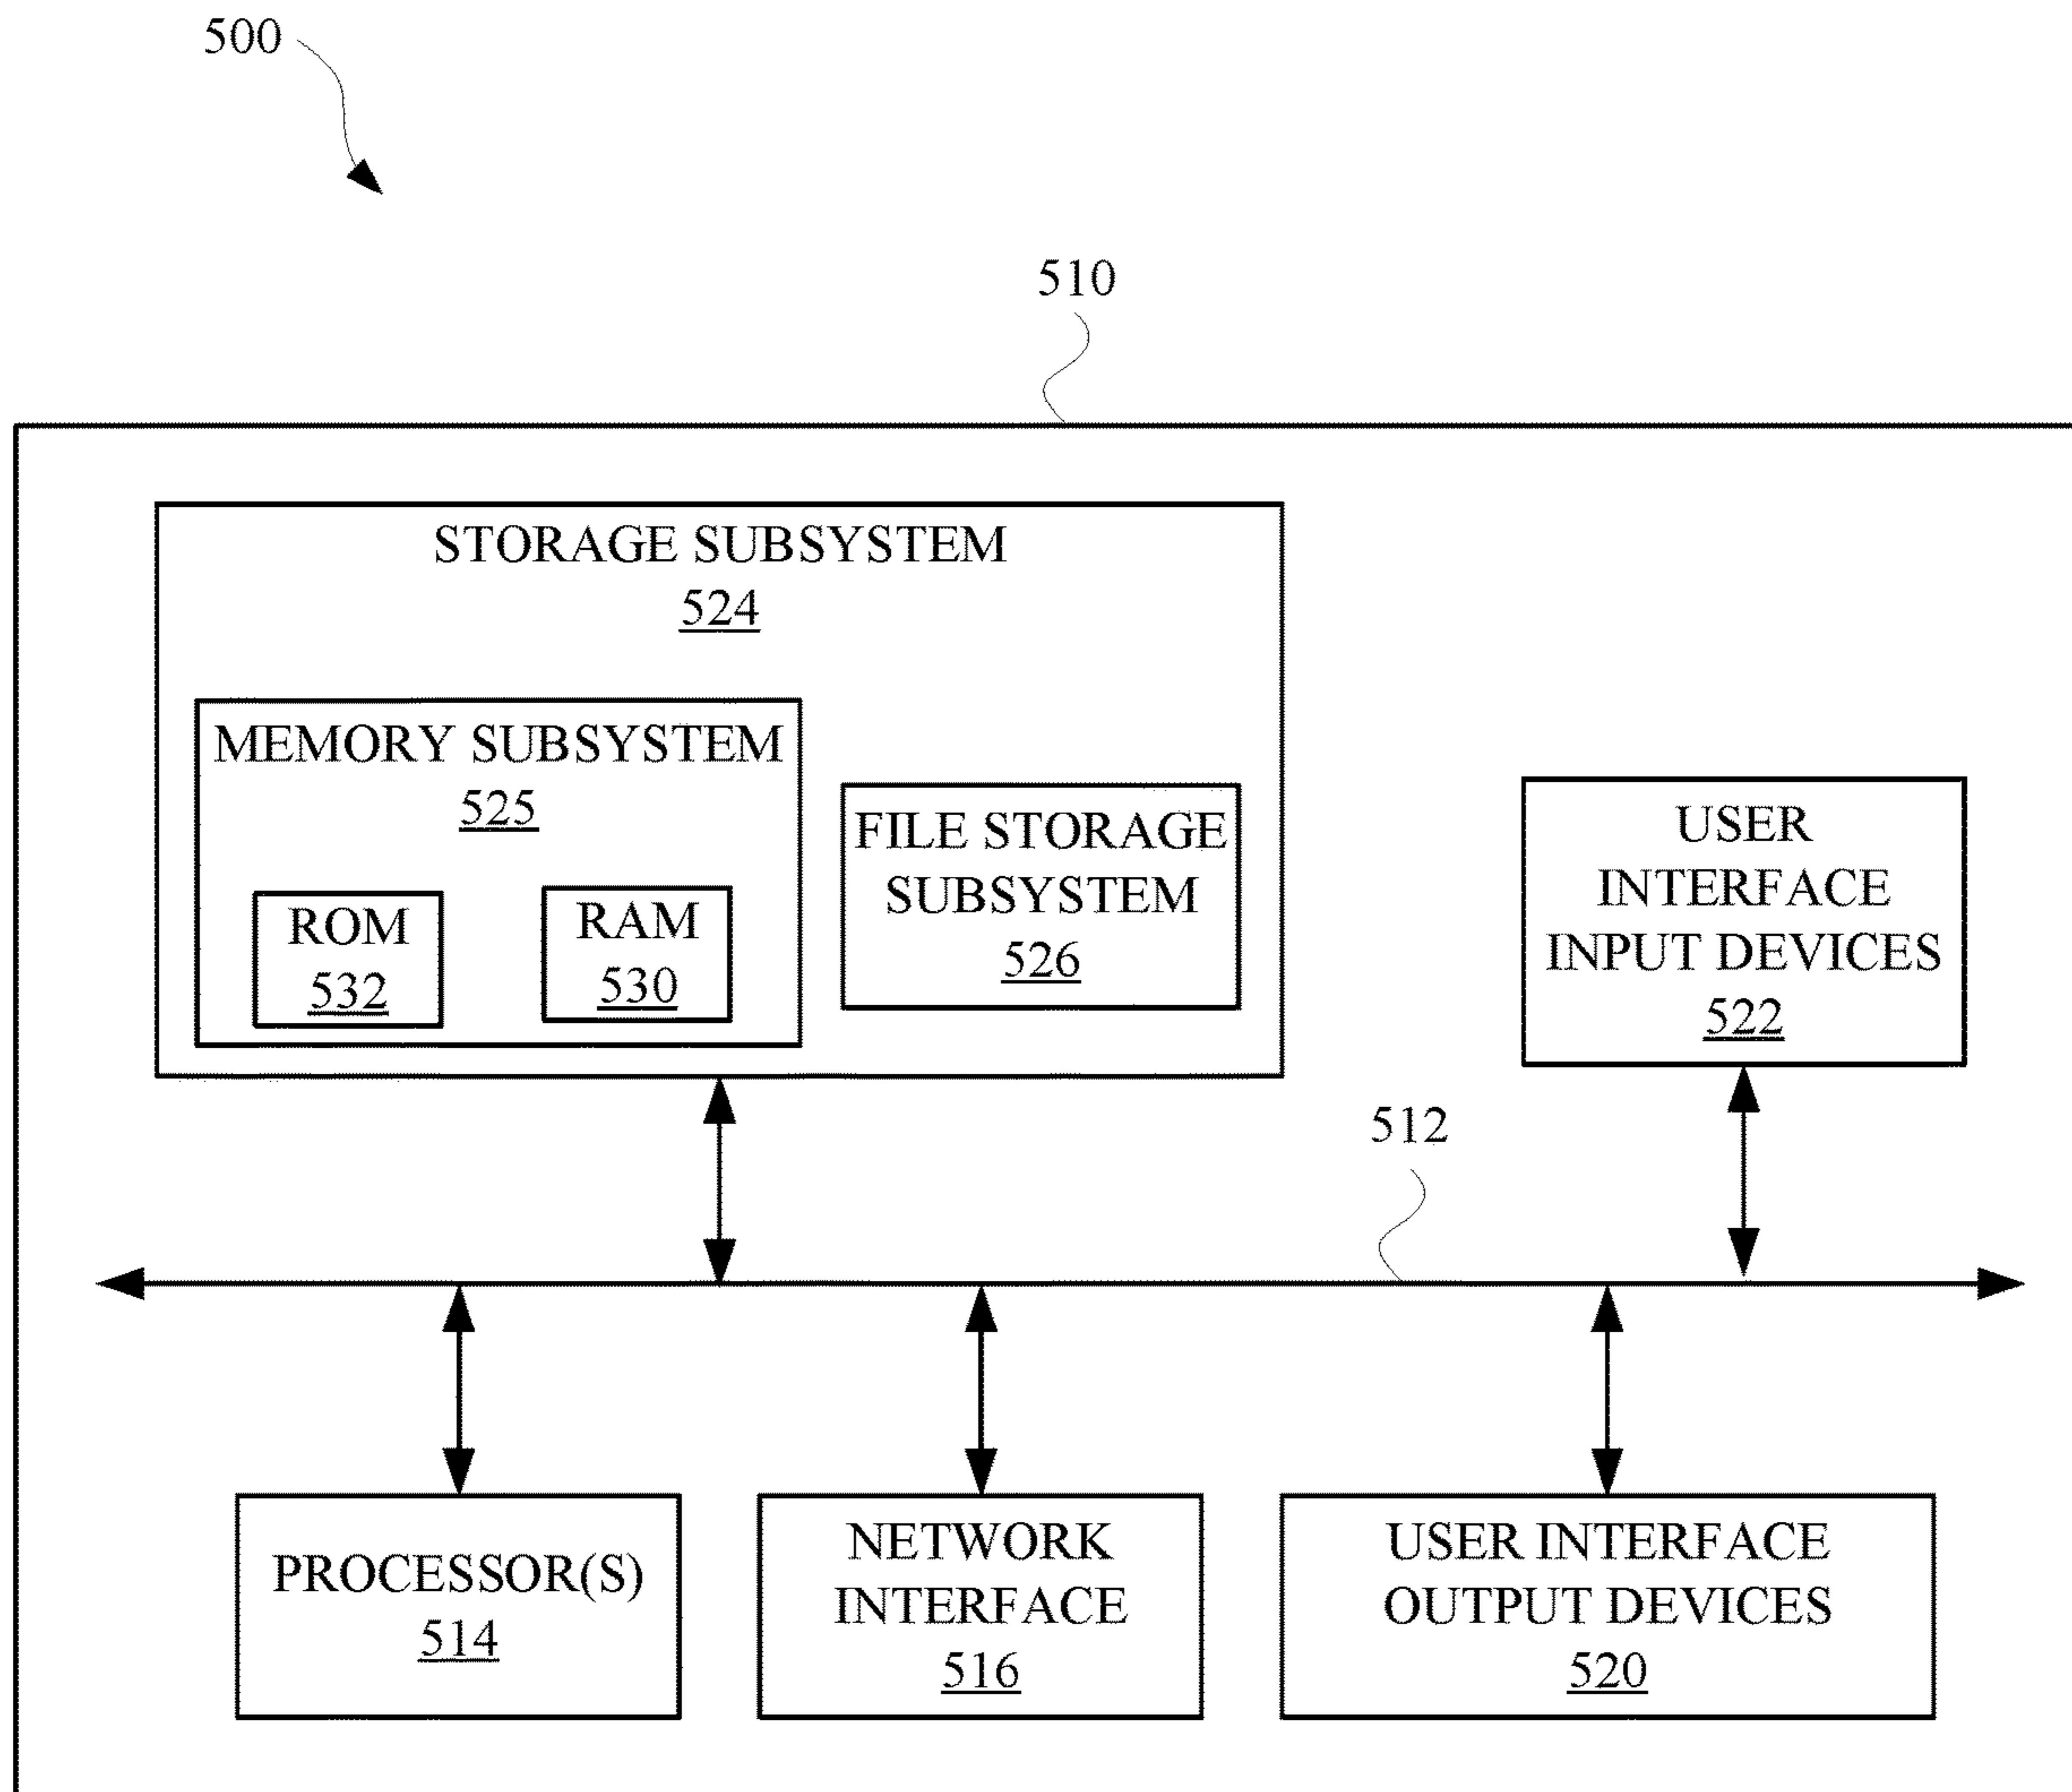 500
510
STORAGE SUBSYSTEM
524
MEMORY SUBSYSTEM
525
ROM
532
RAM
530
FILE STORAGE
SUBSYSTEM
526
USER
INTERFACE
INPUT DEVICES
522
512
PROCESSOR(S)
514
NETWORK
INTERFACE
516
USER INTERFACE
OUTPUT DEVICES
520